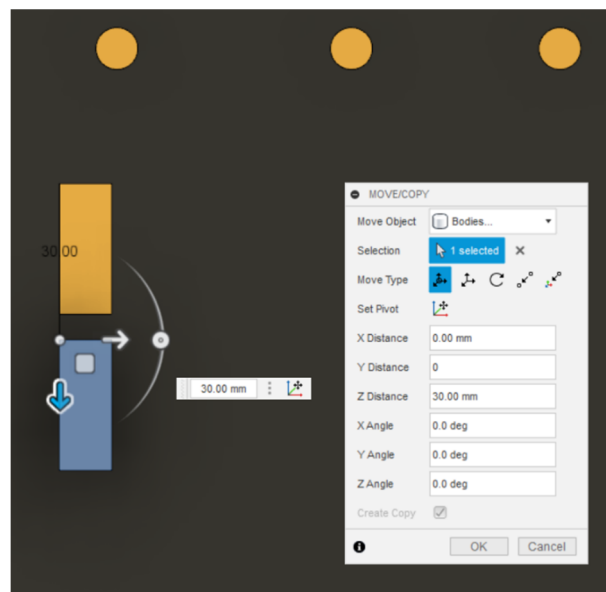 MOVE/COPY
Move Object Bodies...
Selection 1 selected
Move Type
Set Pivot
X Distance 0.00 mm
Y Distance 0
Z Distance 30.00 mm
X Angle 0.0 deg
Y Angle 0.0 deg
Z Angle 0.0 deg
Create Copy
OK Cancel
30.00
30.00 mm